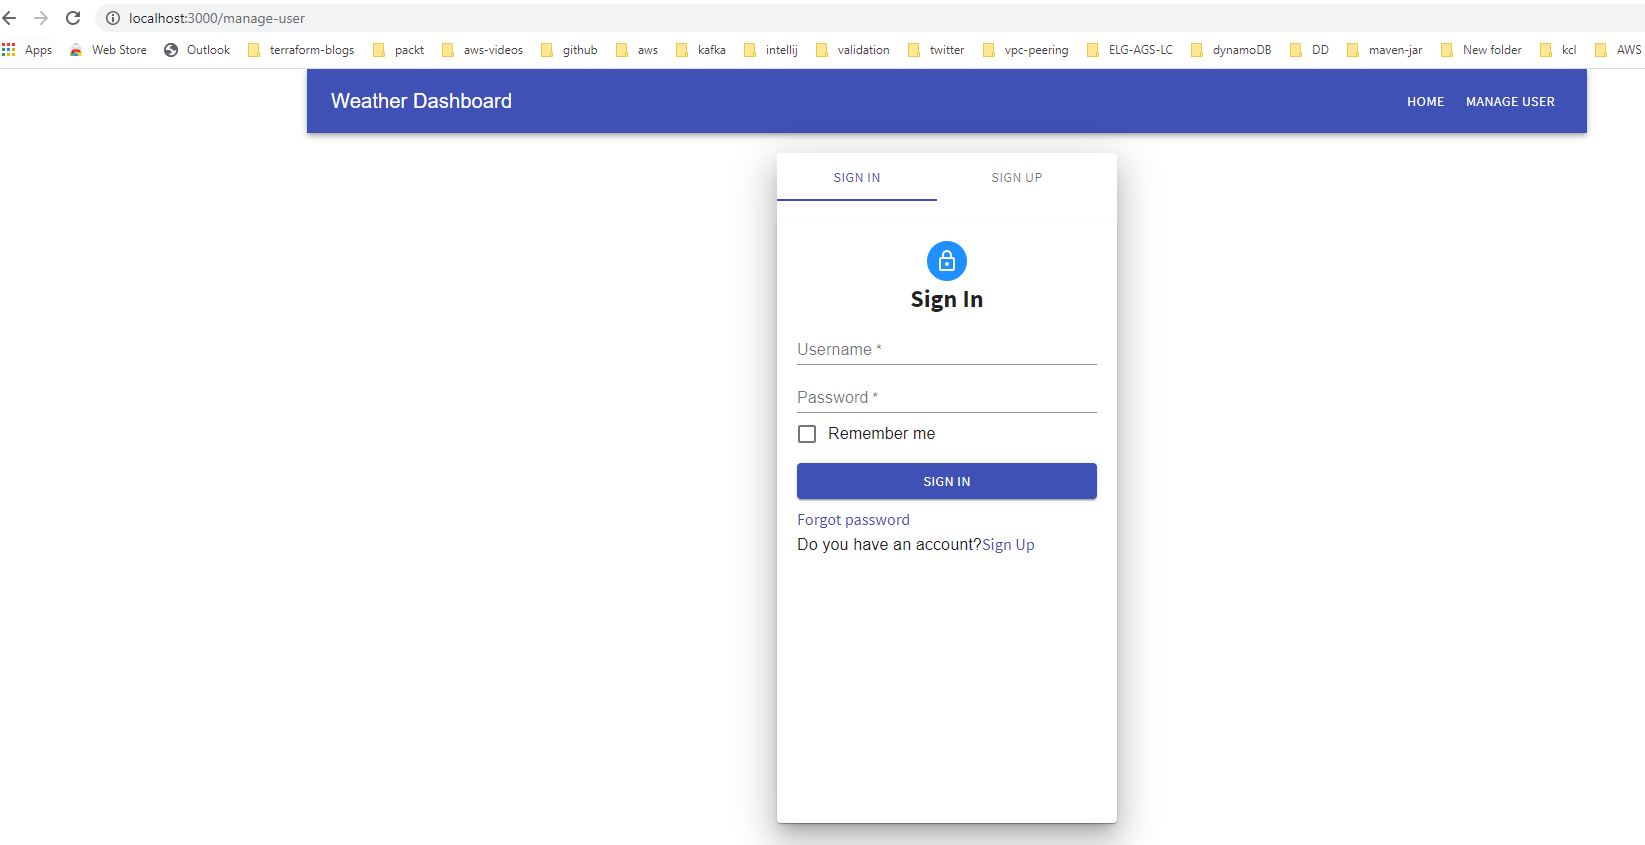 localhost:3000/manage-user
Apps Web Store Outlook terraform-blogs packt aws-videos github aws kafka intellij validation twitter vpc-peering ELG-AGS-LC dynamoDB DD maven-jar New folder kcl AWS
Weather Dashboard HOME MANAGE USER
SIGN IN SIGN UP
Sign In
Username *
Password *
Remember me
SIGN IN
Forgot password
Do you have an account?Sign Up